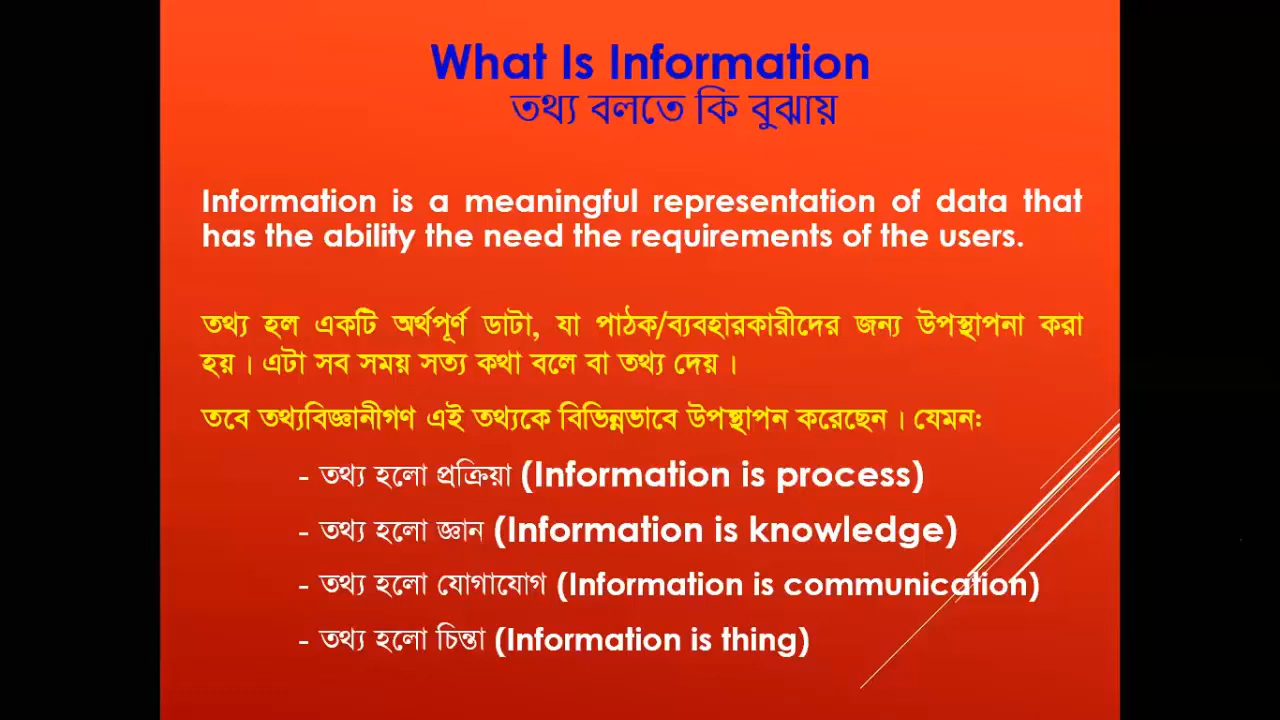 What Is Information
তথ্য বলতে কি বুঝায়
Information is a meaningful representation of data that
has the ability the need the requirements of the users.
তথ্য হল একটি অর্থপূর্ণ ডাটা, যা পাঠক/ব্যবহারকারীদের জন্য উপস্থাপনা করা
হয় । এটা সব সময় সত্য কথা বলে বা তথ্য দেয় ।
তবে তথ্যবিজ্ঞানীগণ এই তথ্যকে বিভিন্নভাবে উপস্থাপন করেছেন । যেমন:
- তথ্য হলো প্রক্রিয়া (Information is process)
- তথ্য হলো জ্ঞান (Information is knowledge)
- তথ্য হলো যোগাযোগ (Information is communication)
- তথ্য হলো চিন্তা (Information is thing)